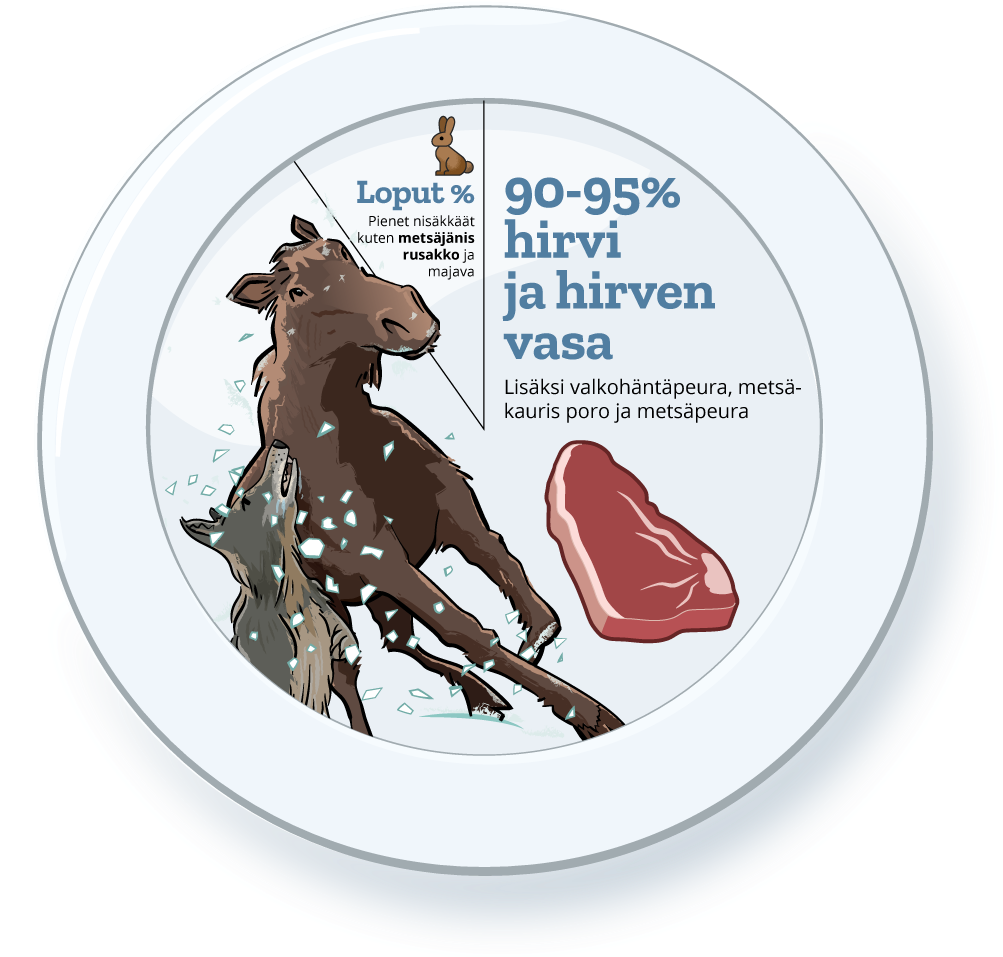 Loput %
Pienet nisäkkäät
kuten metsäjänis
rusakko ja
majava
90-95%
hirvi
ja hirven
vasa
Lisäksi valkohäntäpeura, metsä-
kauris poro ja metsäpeura